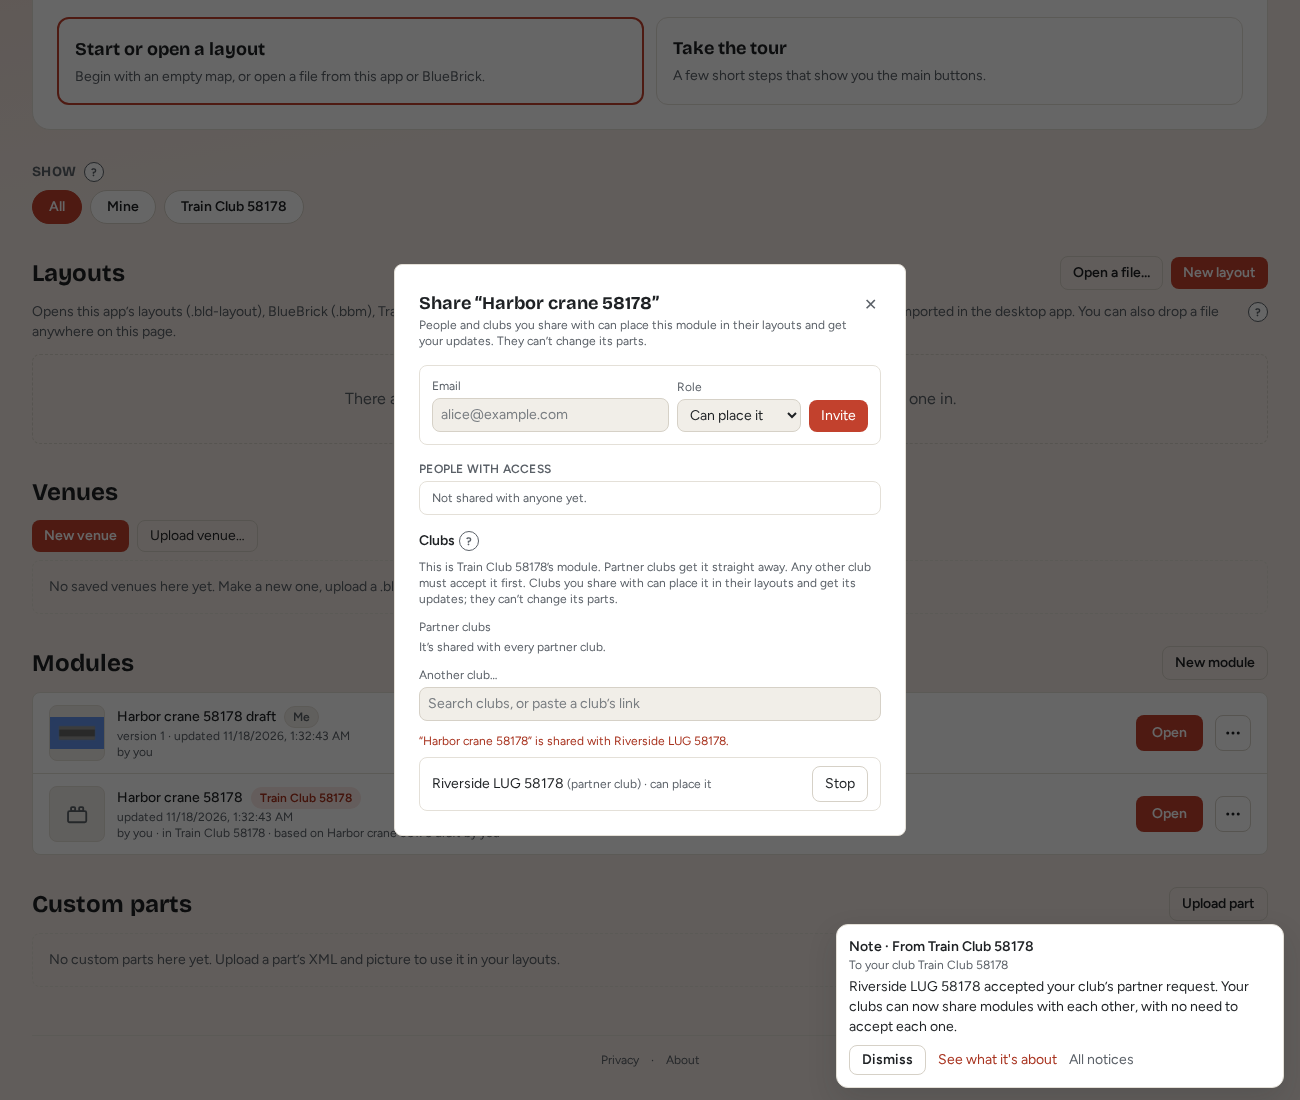 Start or open a layout
Begin with an empty map, or open a file from this app or BlueBrick.
Take the tour
A few short steps that show you the main buttons.
SHOW ?
All
Mine
Train Club 58178
Layouts
Open a file...
New layout
Opens this app's layouts (.bld-layout), BlueBrick (.bbm), Tra
mported in the desktop app. You can also drop a file
?
anywhere on this page.
There a
one in.
Venues
New venue
Upload venue...
No saved venues here yet. Make a new one, upload a .bl
Modules
New module
Harbor crane 58178 draft
Me
version 1 · updated 11/18/2026, 1:32:43 AM
by you
Open
Harbor crane 58178
Train Club 58178
updated 11/18/2026, 1:32:43 AM
by you · in Train Club 58178 · based on Harbor crane
Open
Custom parts
Upload part
No custom parts here yet. Upload a part's XML and picture to use it in your layouts.
Privacy · About
Share “Harbor crane 58178”
×
People and clubs you share with can place this module in their layouts and get
your updates. They can't change its parts.
Email
Role
alice@example.com
Can place it
Invite
PEOPLE WITH ACCESS
Not shared with anyone yet.
Clubs ?
This is Train Club 58178's module. Partner clubs get it straight away. Any other club
must accept it first. Clubs you share with can place it in their layouts and get its
updates; they can't change its parts.
Partner clubs
It's shared with every partner club.
Another club...
Search clubs, or paste a club's link
“Harbor crane 58178” is shared with Riverside LUG 58178.
Riverside LUG 58178 (partner club) · can place it
Stop
Note · From Train Club 58178
To your club Train Club 58178
Riverside LUG 58178 accepted your club's partner request. Your
clubs can now share modules with each other, with no need to
accept each one.
Dismiss
See what it's about
All notices